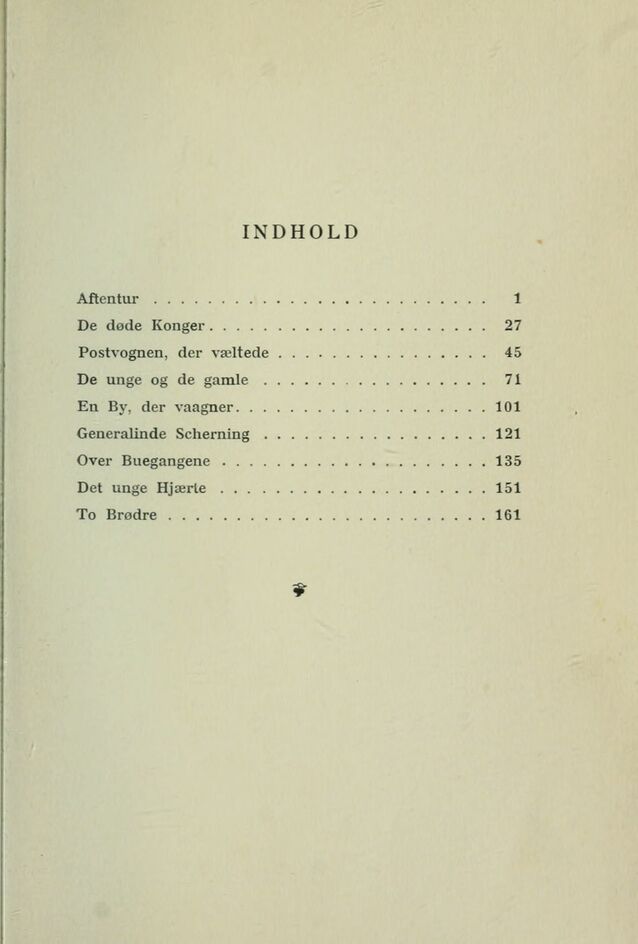 INDHOLD
Aftentur . . . . . . . . . . . . . . . . . . . . . . . . . 1
De døde Konger . . . . . . . . . . . . . . . . . . . . . 27
Postvognen, der væltede . . . . . . . . . . . . . . . . 45
De unge og de gamle . . . . . . . . . . . . . . . . . 71
En By, der vaagner . . . . . . . . . . . . . . . . . . . 101
Generalinde Scherning . . . . . . . . . . . . . . . . . 121
Over Buegangene . . . . . . . . . . . . . . . . . . . . 135
Det unge Hjærte . . . . . . . . . . . . . . . . . . . . 151
To Brødre . . . . . . . . . . . . . . . . . . . . . . . . 161